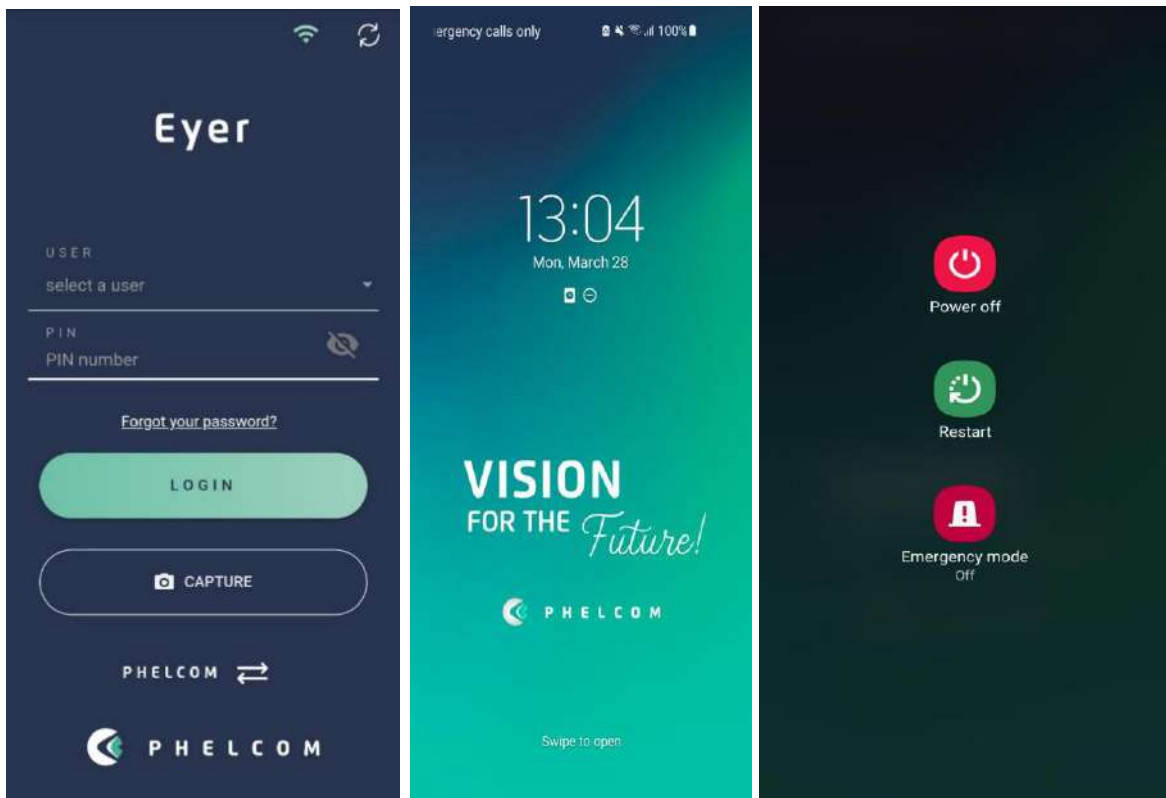 Eyer
USER
select a user
PIN
PIN number
Forgot your password?
LOGIN
CAPTURE
PHELCOM
PHELCOM
ergency calls only
100%
13:04
Mon, March 28
VISION
FOR THE Future!
PHELCOM
Swipe to open
Power off
Restart
Emergency mode
Off